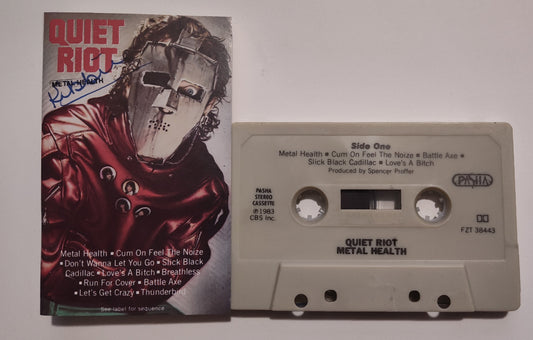 QUIET
RIOT
METAL HEALTH
Metal Health • Cum On Feel The Noize
• Don't Wanna Let You Go • Slick Black
Cadillac • Love's A Bitch • Breathless
• Run For Cover • Battle Axe
• Let's Get Crazy • Thunderbird
See label for sequence
Side One
Metal Health • Cum On Feel The Noize • Battle Axe •
Slick Black Cadillac • Love's A Bitch
Produced by Spencer Proffer
PASHA
STEREO
CASSETTE
℗1983
CBS Inc.
PASHA
FZT 38443
QUIET RIOT
METAL HEALTH